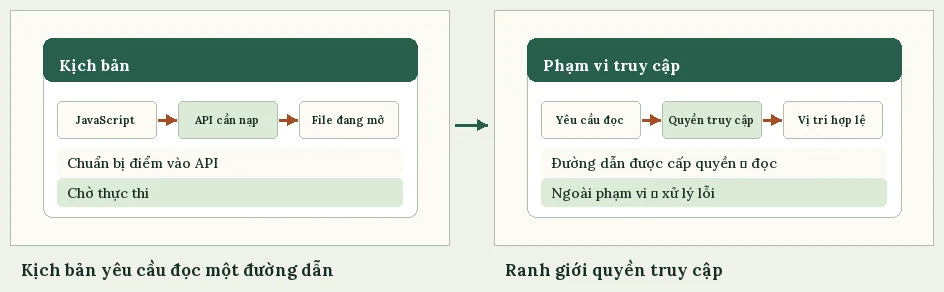 Kịch bản
JavaScript
API cần nạp
File đang mở
Chuẩn bị điểm vào API
Chờ thực thi
Kịch bản yêu cầu đọc một đường dẫn
Phạm vi truy cập
Yêu cầu đọc
Quyền truy cập
Vị trí hợp lệ
Đường dẫn được cấp quyền □ đọc
Ngoài phạm vi □ xử lý lỗi
Ranh giới quyền truy cập